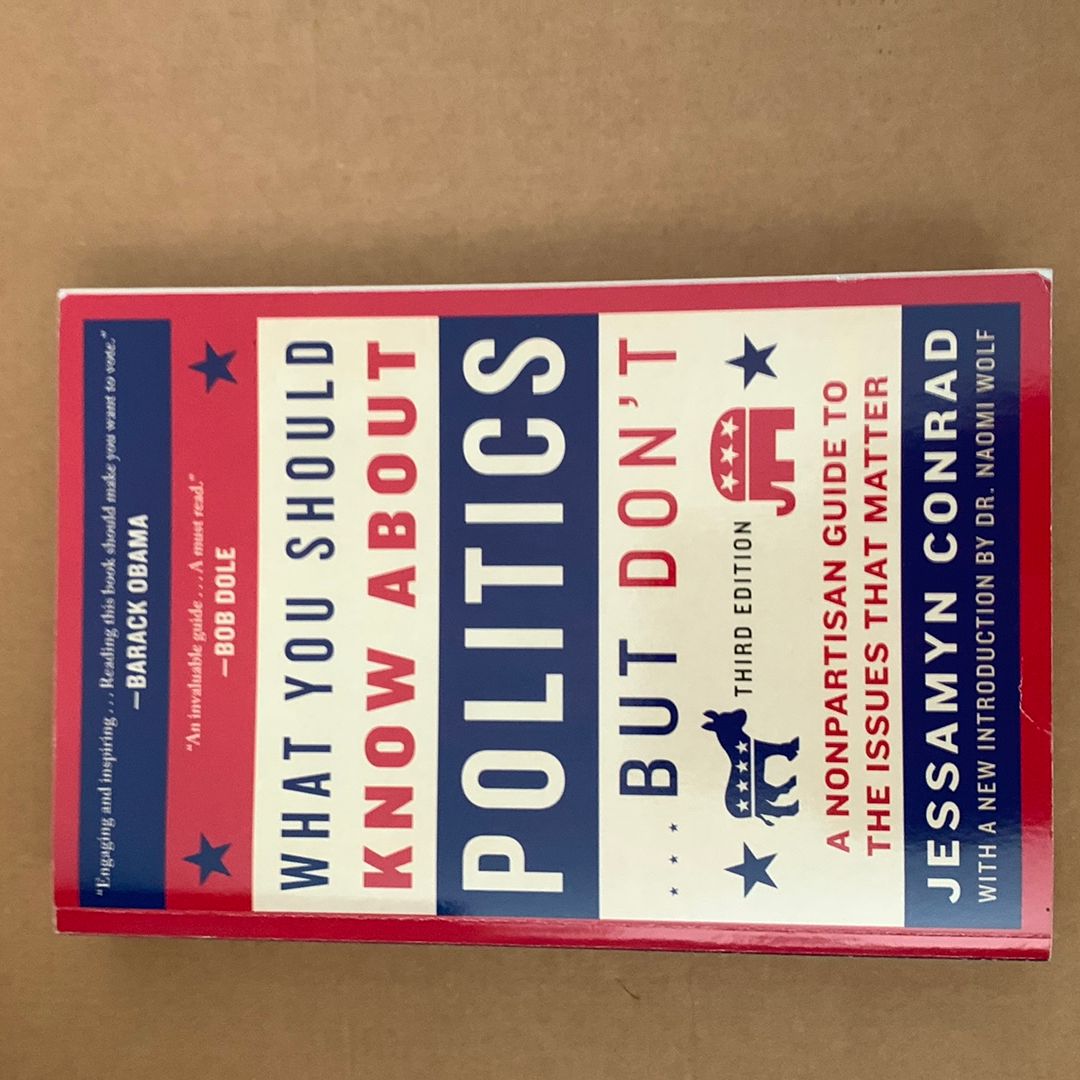 “Engaging and inspiring . . . Reading this book should make you want to vote.”
—BARACK OBAMA
“An invaluable guide . . . A must read.”
—BOB DOLE
WHAT YOU SHOULD
KNOW ABOUT
POLITICS
. . . BUT DON’T
THIRD EDITION
A NONPARTISAN GUIDE TO
THE ISSUES THAT MATTER
JESSAMYN CONRAD
WITH A NEW INTRODUCTION BY DR. NAOMI WOLF